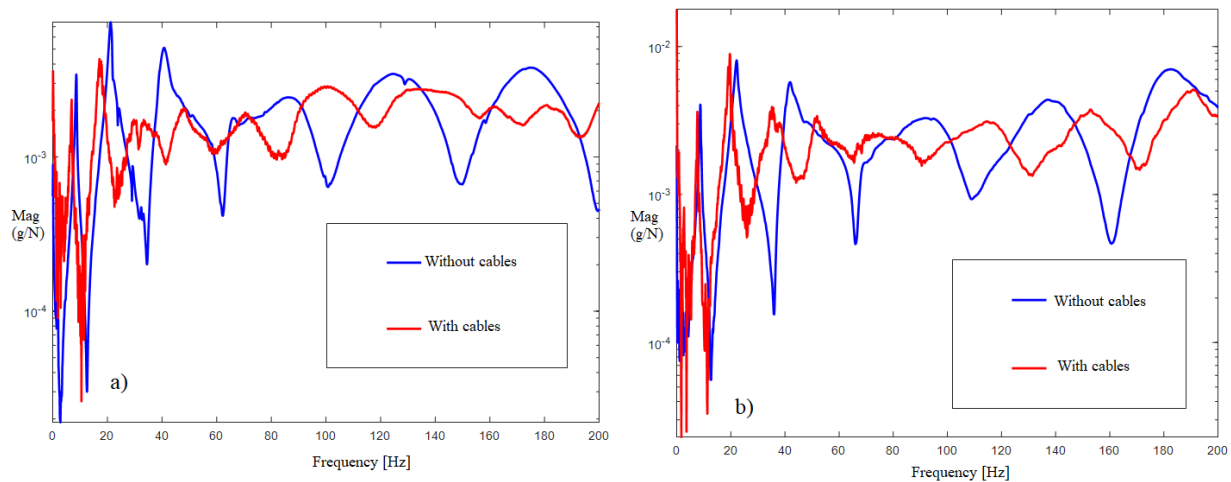 10⁻³
10⁻⁴
Mag
(g/N)
Without cables
With cables
a)
0 20 40 60 80 100 120 140 160 180 200
Frequency [Hz]
10⁻²
10⁻³
10⁻⁴
Mag
(g/N)
Without cables
With cables
b)
0 20 40 60 80 100 120 140 160 180 200
Frequency [Hz]